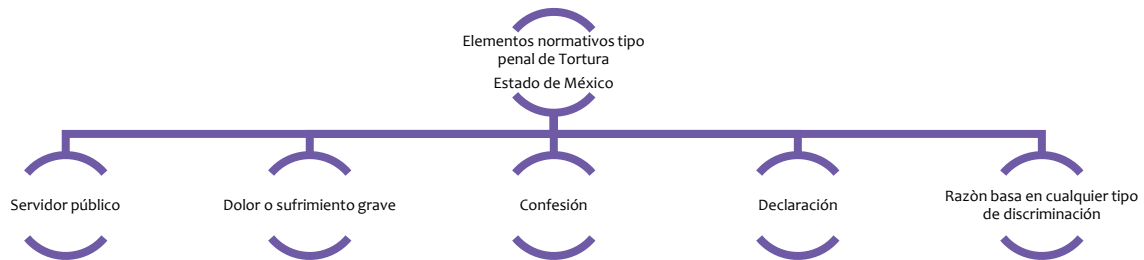 Elementos normativos tipo
penal de Tortura
Estado de México
Servidor público
Dolor o sufrimiento grave
Confesión
Declaración
Razòn basa en cualquier tipo
de discriminación